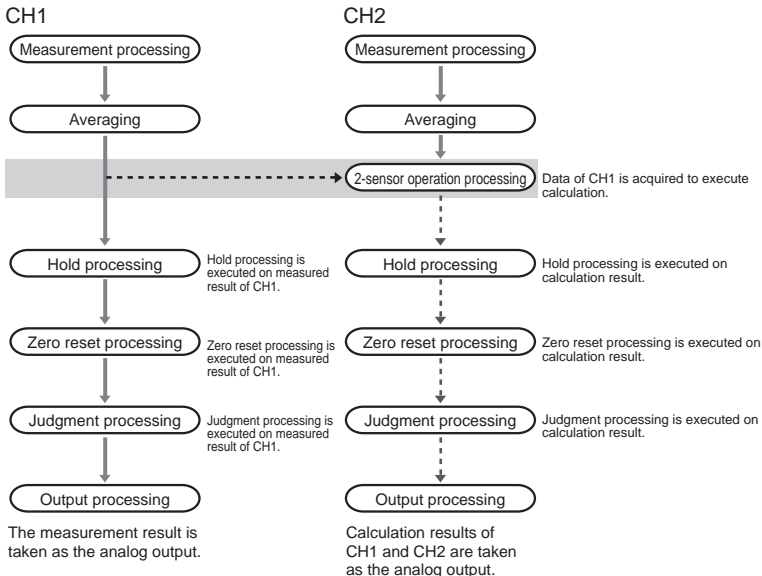 CH1
CH2
Measurement processing
Measurement processing
Averaging
Averaging
2-sensor operation processing
Data of CH1 is acquired to execute
calculation.
Hold processing
Hold processing is
executed on measured
result of CH1.
Hold processing
Hold processing is executed on
calculation result.
Zero reset processing
Zero reset processing is
executed on measured
result of CH1.
Zero reset processing
Zero reset processing is executed on
calculation result.
Judgment processing
Judgment processing is
executed on measured
result of CH1.
Judgment processing
Judgment processing is executed on
calculation result.
Output processing
Output processing
The measurement result is
taken as the analog output.
Calculation results of
CH1 and CH2 are taken
as the analog output.